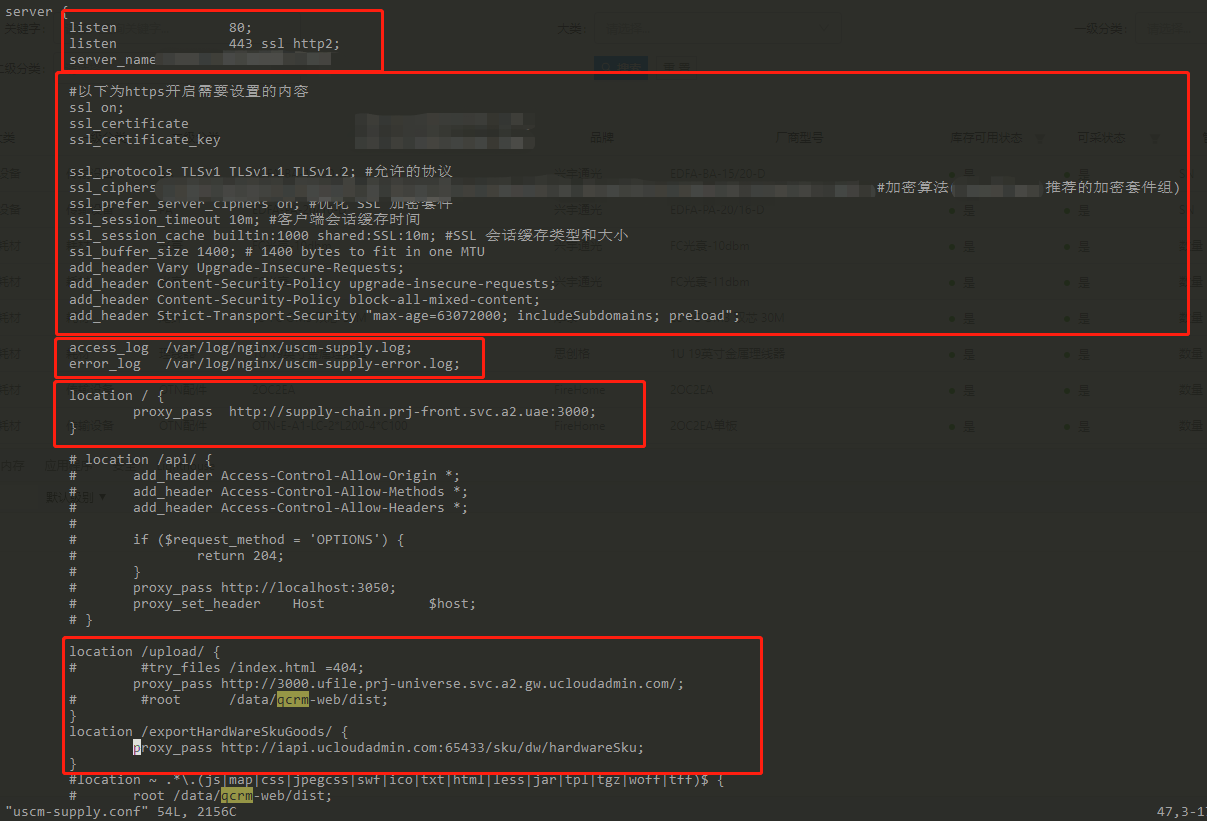 server {
listen 80;
listen 443 ssl http2;
server_name
#以下为https开启需要设置的内容
ssl on;
ssl_certificate
ssl_certificate_key
ssl_protocols TLSv1 TLSv1.1 TLSv1.2; #允许的协议
ssl_ciphers #加密算法( 推荐的加密套件组)
ssl_prefer_server_ciphers on; #优化 SSL 加密套件
ssl_session_timeout 10m; #客户端会话缓存时间
ssl_session_cache builtin:1000 shared:SSL:10m; #SSL 会话缓存类型和大小
ssl_buffer_size 1400; # 1400 bytes to fit in one MTU
add_header Vary Upgrade-Insecure-Requests;
add_header Content-Security-Policy upgrade-insecure-requests;
add_header Content-Security-Policy block-all-mixed-content;
add_header Strict-Transport-Security "max-age=63072000; includeSubdomains; preload";
access_log /var/log/nginx/uscm-supply.log;
error_log /var/log/nginx/uscm-supply-error.log;
location / {
proxy_pass http://supply-chain.prj-front.svc.a2.uae:3000;
}
# location /api/ {
# add_header Access-Control-Allow-Origin *;
# add_header Access-Control-Allow-Methods *;
# add_header Access-Control-Allow-Headers *;
#
# if ($request_method = 'OPTIONS') {
# return 204;
# }
# proxy_pass http://localhost:3050;
# proxy_set_header Host $host;
# }
location /upload/ {
# #try_files /index.html =404;
proxy_pass http://3000.ufile.prj-universe.svc.a2.gw.ucloudadmin.com/;
# #root /data/qcrm-web/dist;
}
location /exportHardWareSkuGoods/ {
proxy_pass http://iapi.ucloudadmin.com:65433/sku/dw/hardwareSku;
}
#location ~ .*\.(js|map|css|jpegcss|swf|ico|txt|html|less|jar|tpl|tgz|woff|tff)$ {
# root /data/qcrm-web/dist;
"uscm-supply.conf" 54L, 2156C 47,3-1